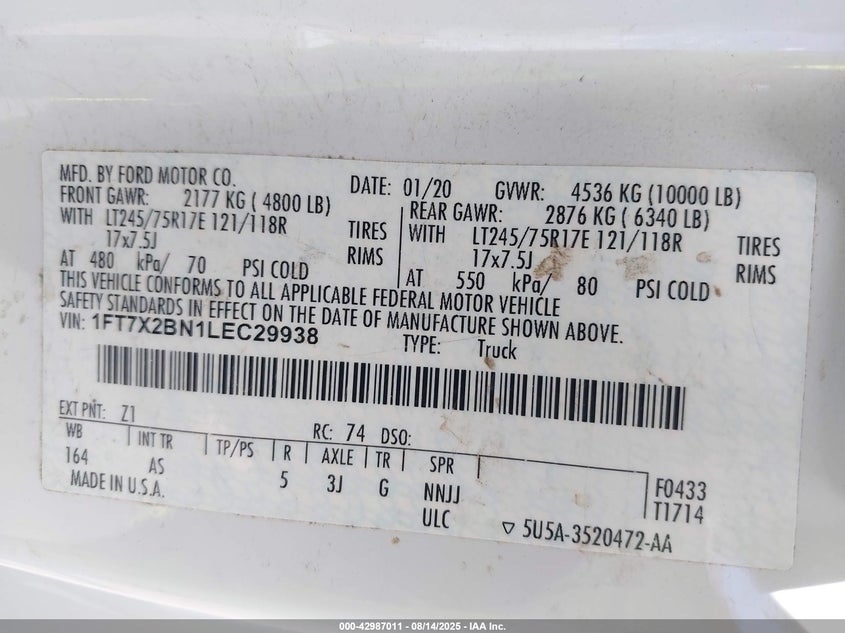 MFD. BY FORD MOTOR CO.
DATE: 01/20 GVWR: 4536 KG (10000 LB)
FRONT GAWR: 2177 KG ( 4800 LB)
REAR GAWR: 2876 KG ( 6340 LB)
WITH LT245/75R17E 121/118R TIRES
WITH LT245/75R17E 121/118R TIRES
17x7.5J RIMS
17x7.5J RIMS
AT 480 kPa/ 70 PSI COLD
AT 550 kPa/ 80 PSI COLD
THIS VEHICLE CONFORMS TO ALL APPLICABLE FEDERAL MOTOR VEHICLE
SAFETY STANDARDS IN EFFECT ON THE DATE OF MANUFACTURE SHOWN ABOVE.
VIN: 1FT7X2BN1LEC29938
TYPE: Truck
EXT PNT: Z1 RC: 74 DSO:
WB INT TR TP/PS R AXLE TR SPR
164 AS 5 3J G NNJJ
F0433
MADE IN U.S.A. ULC
T1714
5U5A-3520472-AA
000-42987011 - 08/14/2025 - IAA Inc.